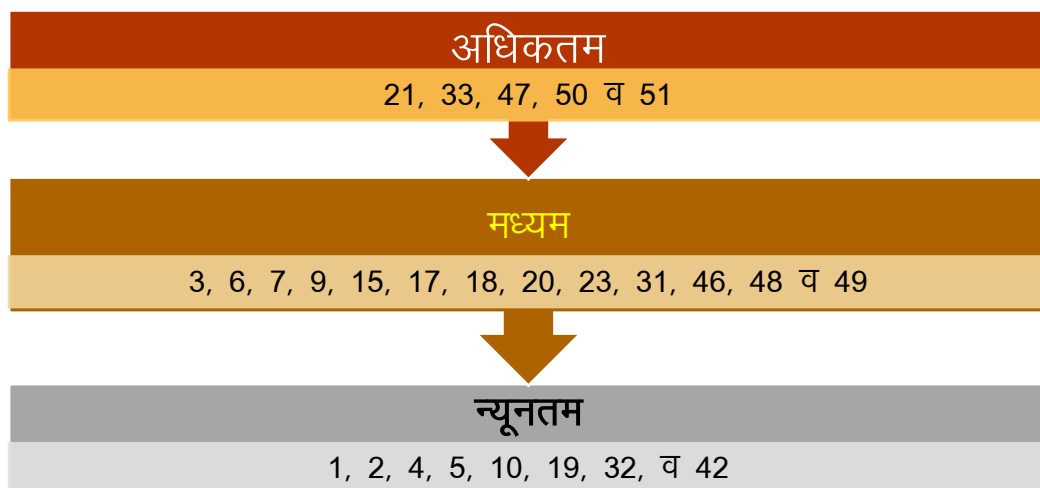 अधिकतम
21, 33, 47, 50 व 51
मध्यम
3, 6, 7, 9, 15, 17, 18, 20, 23, 31, 46, 48 व 49
न्यूनतम
1, 2, 4, 5, 10, 19, 32, व 42